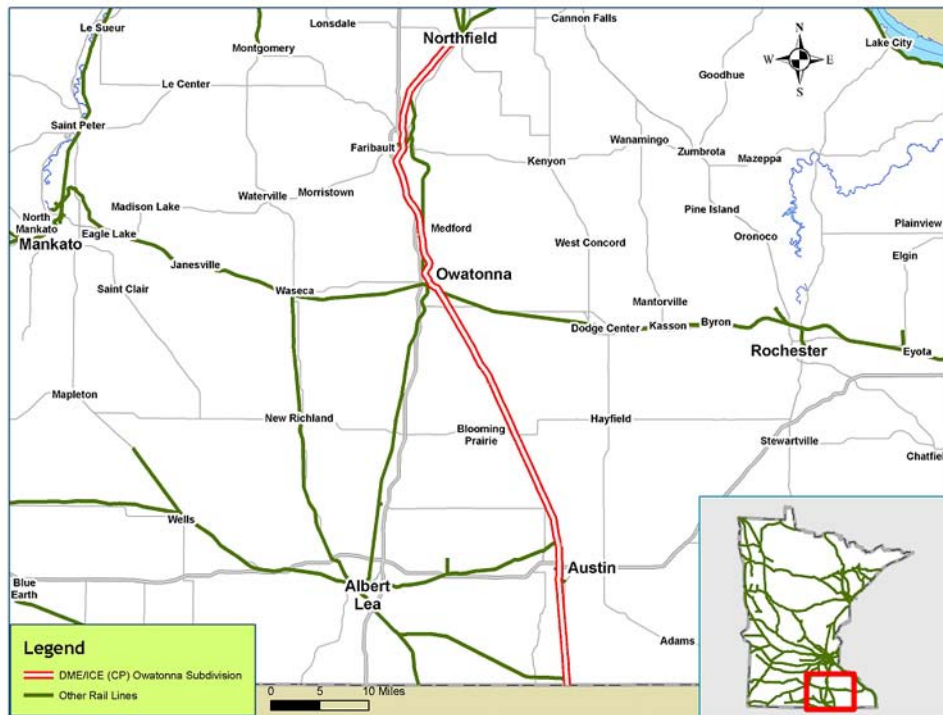 Le Sueur
Lonsdale
Cannon Falls
Northfield
N
Montgomery
W
E
S
Lake City
Goodhue
Le Center
Saint Peter
Faribault
Wanamingo
Zumbrota
Kenyon
Mazeppa
Morristown
Waterville
Madison Lake
Pine Island
North
Mankato
Mankato
Eagle Lake
Medford
Plainview
Oronoco
West Concord
Elgin
Janesville
Owatonna
Saint Clair
Waseca
Mantorville
Dodge Center
Kasson
Byron
Rochester
Eyota
Mapleton
New Richland
Hayfield
Blooming
Prairie
Stewartville
Chatfiel
Wells
Blue
Earth
Albert
Lea
Austin
Adams
Legend
DME/ICE (CP) Owatonna Subdivision
Other Rail Lines
0 5 10 Miles